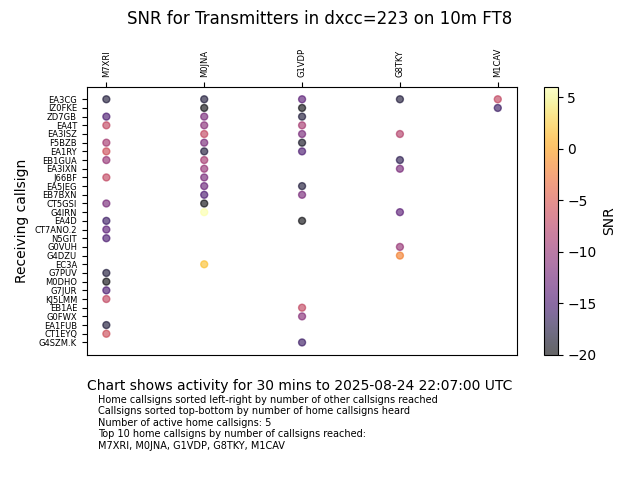 SNR for Transmitters in dxcc=223 on 10m FT8
M7XRI
M0JNA
G1VDP
G8TKY
M1CAV
Receiving callsign
EA3CG
IZ0FKE
ZD7GB
EA4T
EA3ISZ
F5BZB
EA1RY
EB1GUA
EA3IXN
J66BF
EA5JEG
EB7BXN
CT5GSI
G4IRN
EA4D
CT7ANO.2
N5GIT
G0VUH
G4DZU
EC3A
G7PUV
M0DHO
G7JUR
KJ5LMM
EB1AE
G0FWX
EA1FUB
CT1EYQ
G4SZM.K
5
0
−5
−10
−15
−20
SNR
Chart shows activity for 30 mins to 2025-08-24 22:07:00 UTC
Home callsigns sorted left-right by number of other callsigns reached
Callsigns sorted top-bottom by number of home callsigns heard
Number of active home callsigns: 5
Top 10 home callsigns by number of callsigns reached:
M7XRI, M0JNA, G1VDP, G8TKY, M1CAV